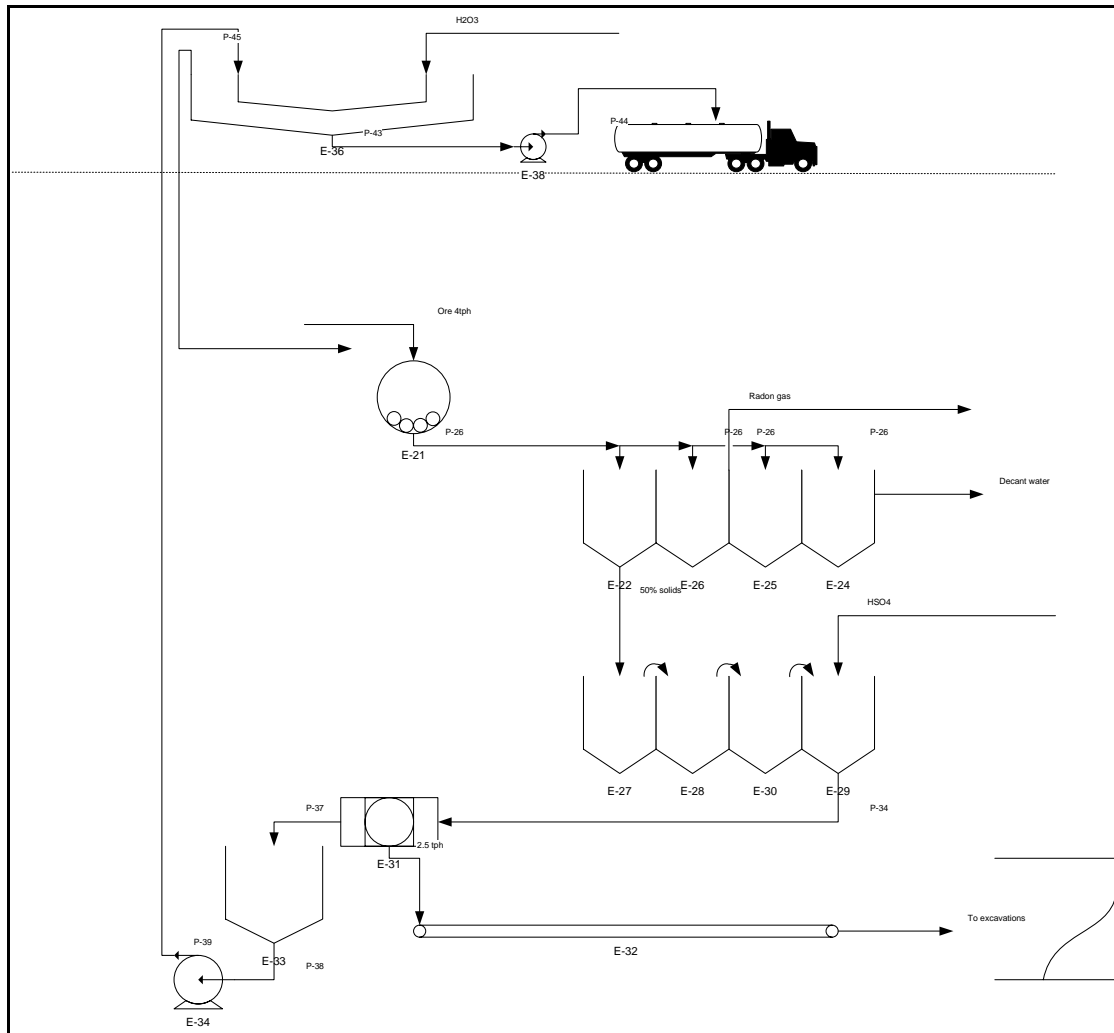 H2O3
P-45
P-44
P-43
E-36
E-38
Ore 4tph
Radon gas
P-26
P-26
P-26
P-26
E-21
Decant water
E-22
E-26
E-25
E-24
50% solids
HSO4
E-27
E-28
E-30
E-29
P-37
P-34
2.5 tph
E-31
To excavations
P-39
E-32
E-33
P-38
E-34